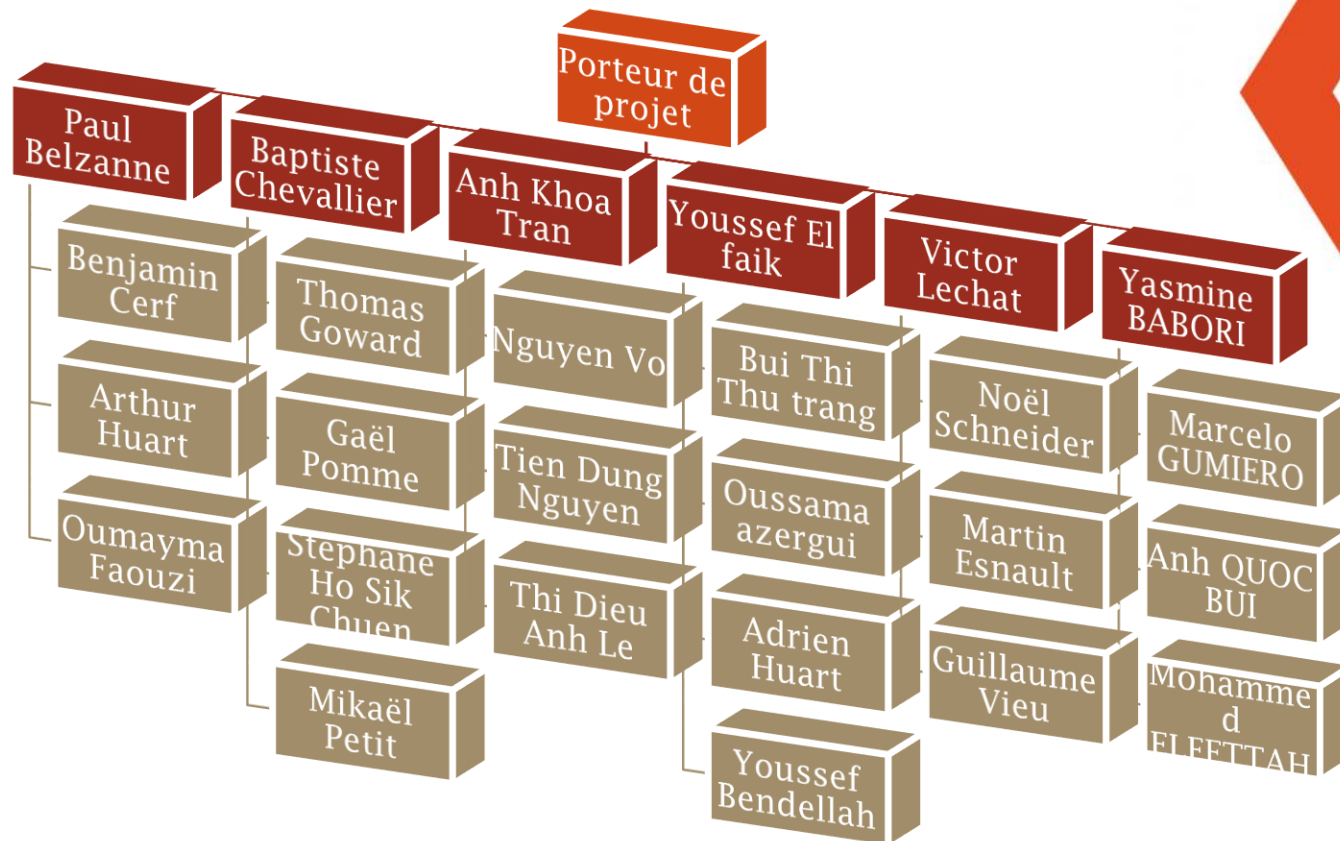 Porteur de
projet
Paul
Belzanne
Baptiste
Chevallier
Anh Khoa
Tran
Youssef El
faik
Victor
Lechat
Yasmine
BABORI
Benjamin
Cerf
Arthur
Huart
Oumayma
Faouzi
Thomas
Goward
Gaël
Pomme
Stephane
Ho Sik
Chuen
Mikaël
Petit
Nguyen Vo
Tien Dung
Nguyen
Thi Dieu
Anh Le
Bui Thi
Thu trang
Oussama
azergui
Adrien
Huart
Youssef
Bendellah
Noël
Schneider
Martin
Esnault
Guillaume
Vieu
Marcelo
GUMIERO
Anh QUOC
BUI
Mohamme
d
ELFETTAH